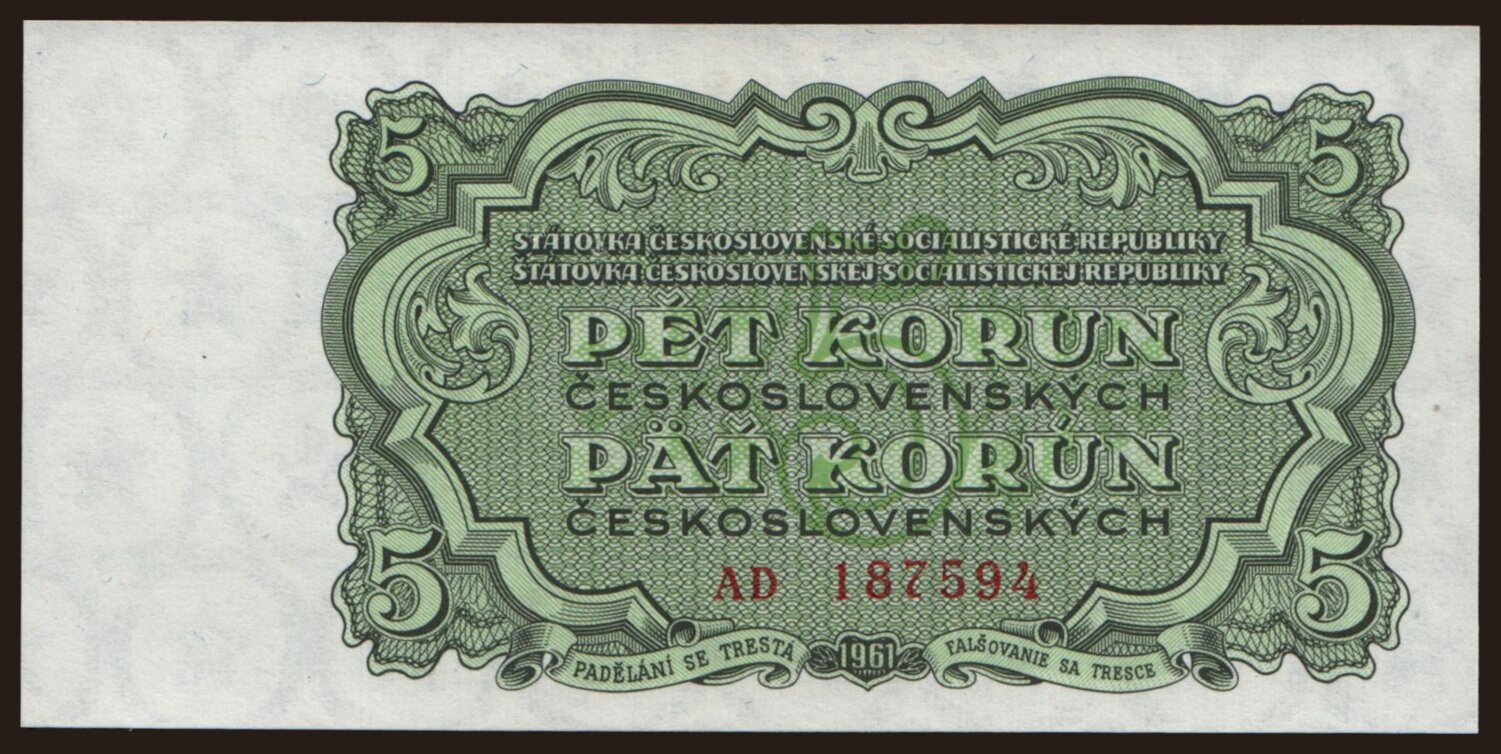 5 5
STÁTOVKA ČESKOSLOVENSKÉ SOCIALISTICKÉ REPUBLIKY
ŠTÁTOVKA ČESKOSLOVENSKEJ SOCIALISTICKEJ REPUBLIKY
PĚT KORUN
ČESKOSLOVENSKÝCH
PÄŤ KORÚN
ČESKOSLOVENSKÝCH
5 5
AD 187594
PADĚLÁNÍ SE TRESTÁ 1961 FALŠOVANIE SA TRESCE